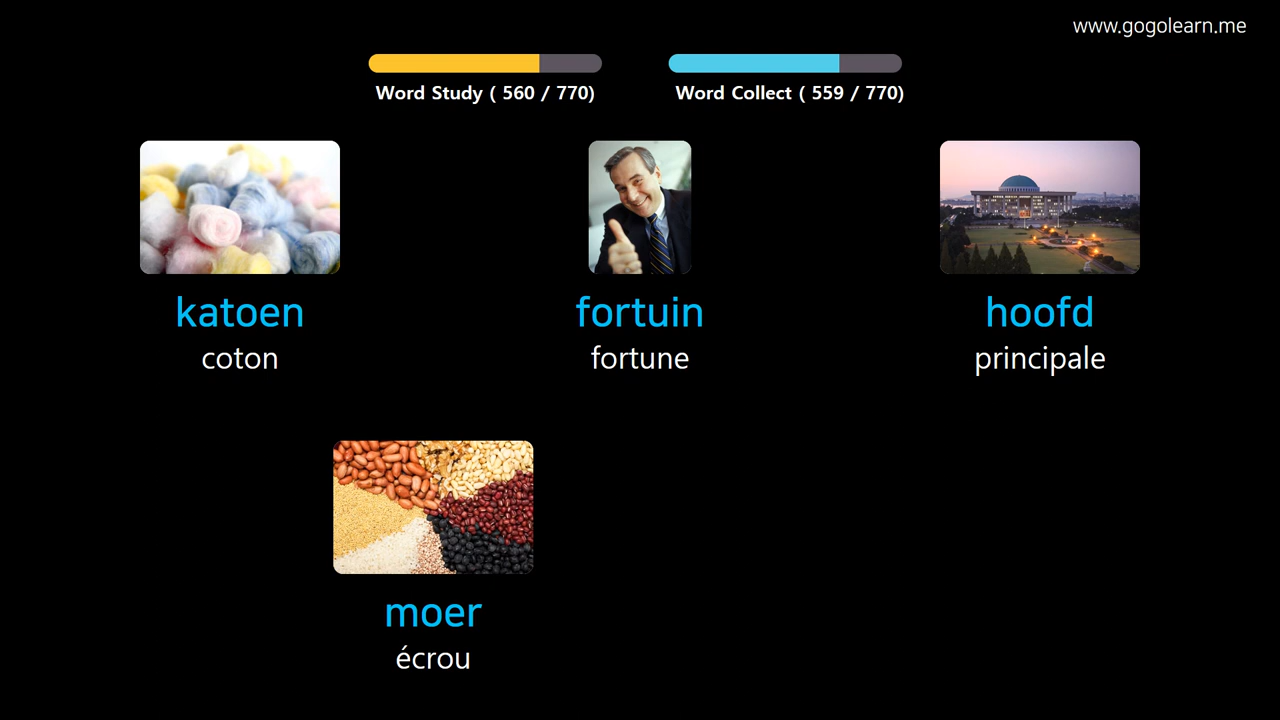 www.gogolearn.me
Word Study ( 560 / 770)
Word Collect ( 559 / 770)
katoen
coton
fortuin
fortune
hoofd
principale
moer
écrou